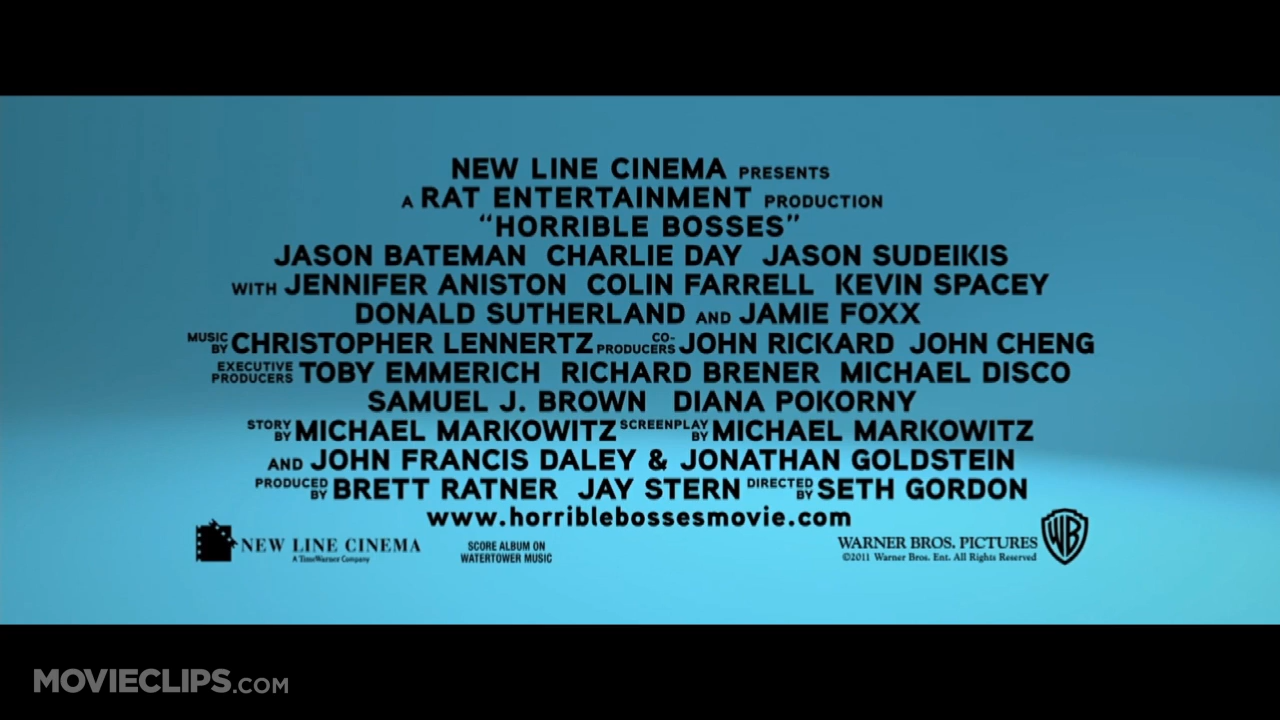 NEW LINE CINEMA PRESENTS
A RAT ENTERTAINMENT PRODUCTION
“HORRIBLE BOSSES”
JASON BATEMAN CHARLIE DAY JASON SUDEIKIS
WITH JENNIFER ANISTON COLIN FARRELL KEVIN SPACEY
DONALD SUTHERLAND AND JAMIE FOXX
MUSIC BY CHRISTOPHER LENNERTZ CO-PRODUCERS JOHN RICKARD JOHN CHENG
EXECUTIVE PRODUCERS TOBY EMMERICH RICHARD BRENER MICHAEL DISCO
SAMUEL J. BROWN DIANA POKORNY
STORY BY MICHAEL MARKOWITZ SCREENPLAY BY MICHAEL MARKOWITZ
AND JOHN FRANCIS DALEY & JONATHAN GOLDSTEIN
PRODUCED BY BRETT RATNER JAY STERN DIRECTED BY SETH GORDON
www.horriblebossesmovie.com
NEW LINE CINEMA
A TimeWarner Company
SCORE ALBUM ON
WATERTOWER MUSIC
WARNER BROS. PICTURES
©2011 Warner Bros. Ent. All Rights Reserved
WB
MOVIECLIPS.COM